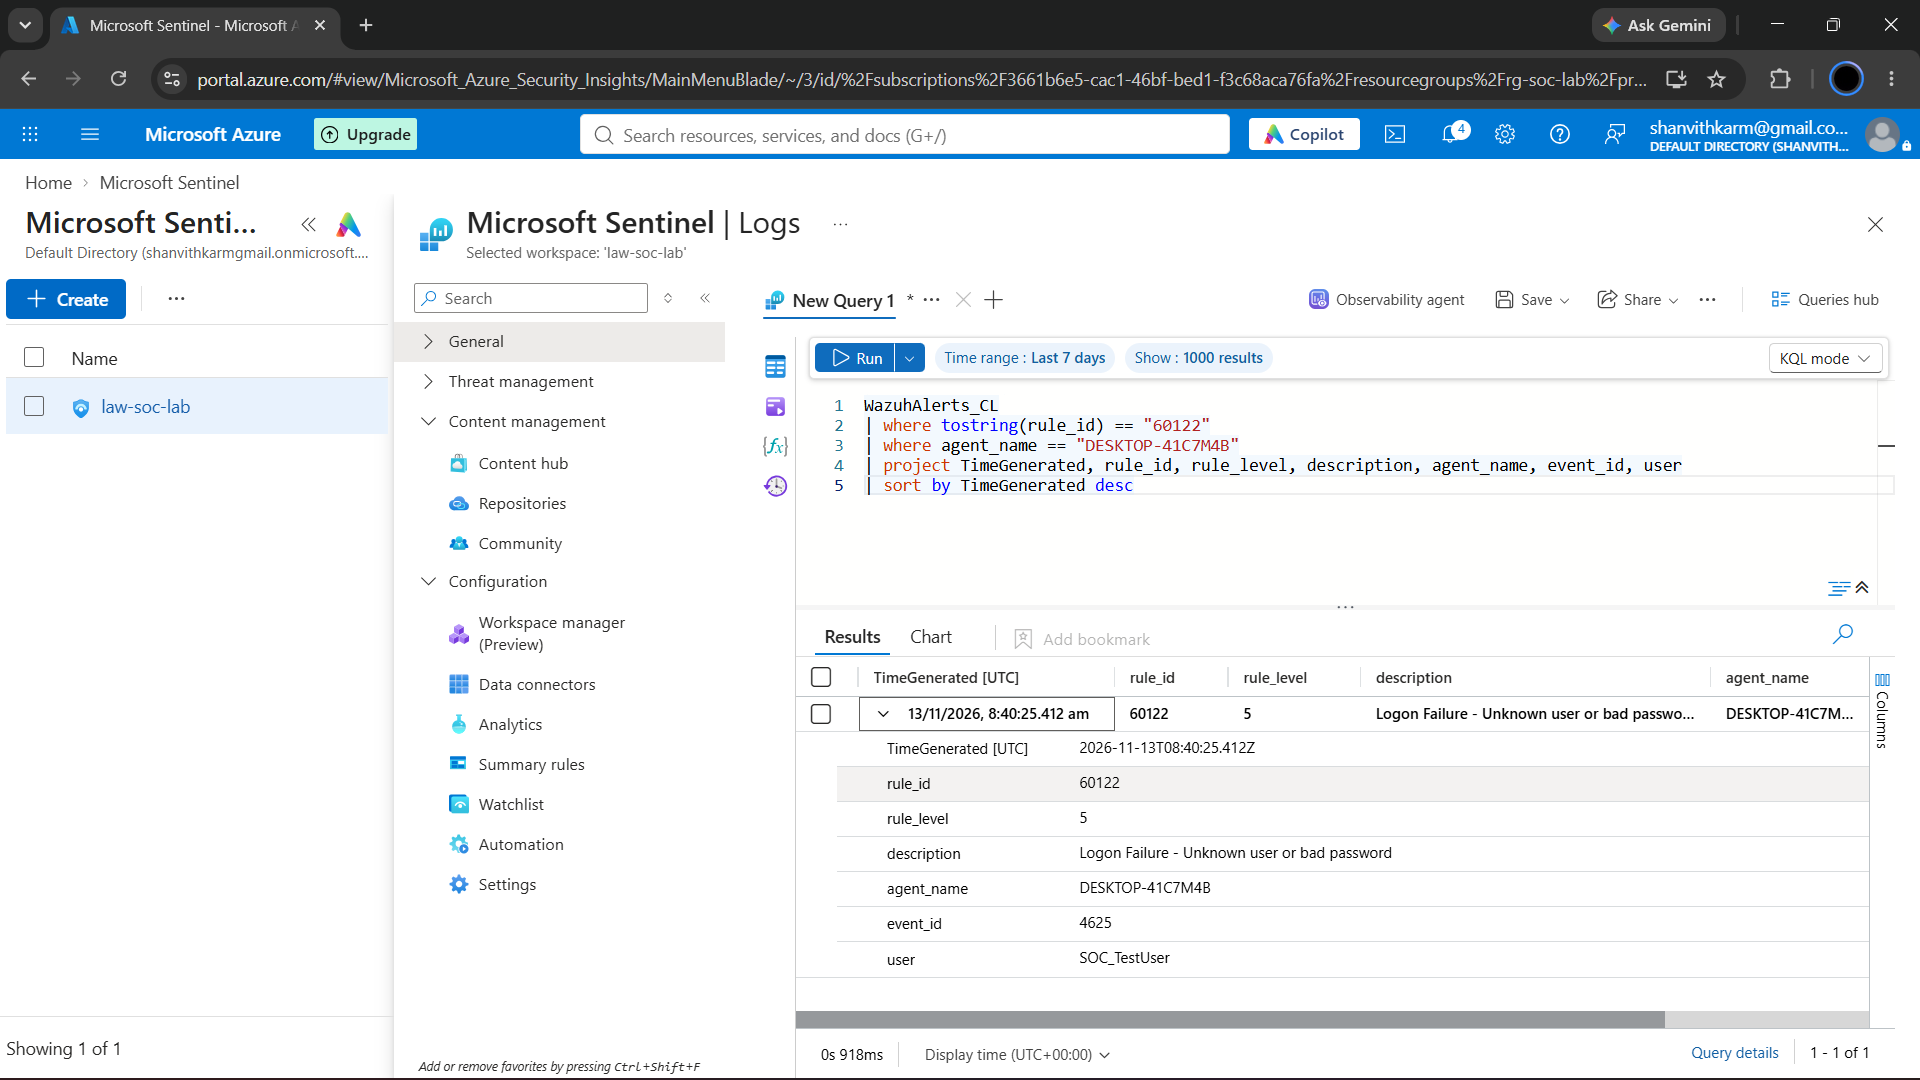 Microsoft Sentinel - Microsoft A
Ask Gemini
portal.azure.com/#view/Microsoft_Azure_Security_Insights/MainMenuBlade/~/3/id/%2Fsubscriptions%2F3661b6e5-cac1-46bf-bed1-f3c68aca76fa%2Fresourcegroups%2Frg-soc-lab%2Fpr...
Microsoft Azure
Upgrade
Search resources, services, and docs (G+/)
Copilot
4
shanvithkarm@gmail.co...
DEFAULT DIRECTORY (SHANVITH...
Home > Microsoft Sentinel
Microsoft Senti...
Default Directory (shanvithkarmgmail.onmicrosoft....
+ Create
...
Name
law-soc-lab
Showing 1 of 1
Microsoft Sentinel | Logs
...
Selected workspace: 'law-soc-lab'
Search
General
Threat management
Content management
Content hub
Repositories
Community
Configuration
Workspace manager
(Preview)
Data connectors
Analytics
Summary rules
Watchlist
Automation
Settings
Add or remove favorites by pressing Ctrl+Shift+F
New Query 1 * ...
Observability agent
Save
Share
...
Queries hub
Run
Time range : Last 7 days
Show : 1000 results
KQL mode
{fx}
1 WazuhAlerts_CL
2 | where tostring(rule_id) == "60122"
3 | where agent_name == "DESKTOP-41C7M4B"
4 | project TimeGenerated, rule_id, rule_level, description, agent_name, event_id, user
5 | sort by TimeGenerated desc
Results
Chart
Add bookmark
TimeGenerated [UTC] rule_id rule_level description agent_name
13/11/2026, 8:40:25.412 am 60122 5 Logon Failure - Unknown user or bad passwo... DESKTOP-41C7M...
TimeGenerated [UTC] 2026-11-13T08:40:25.412Z
rule_id 60122
rule_level 5
description Logon Failure - Unknown user or bad password
agent_name DESKTOP-41C7M4B
event_id 4625
user SOC_TestUser
Columns
0s 918ms
Display time (UTC+00:00)
Query details
1 - 1 of 1